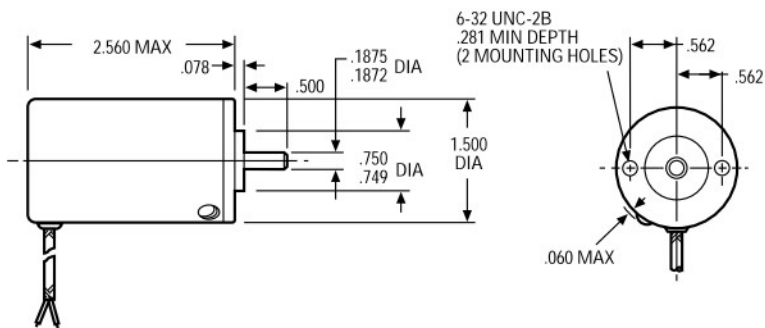 2.560 MAX
.078
.1875
.1872 DIA
.500
.750
.749 DIA
1.500
DIA
6-32 UNC-2B
.281 MIN DEPTH
(2 MOUNTING HOLES)
.562
.562
.060 MAX